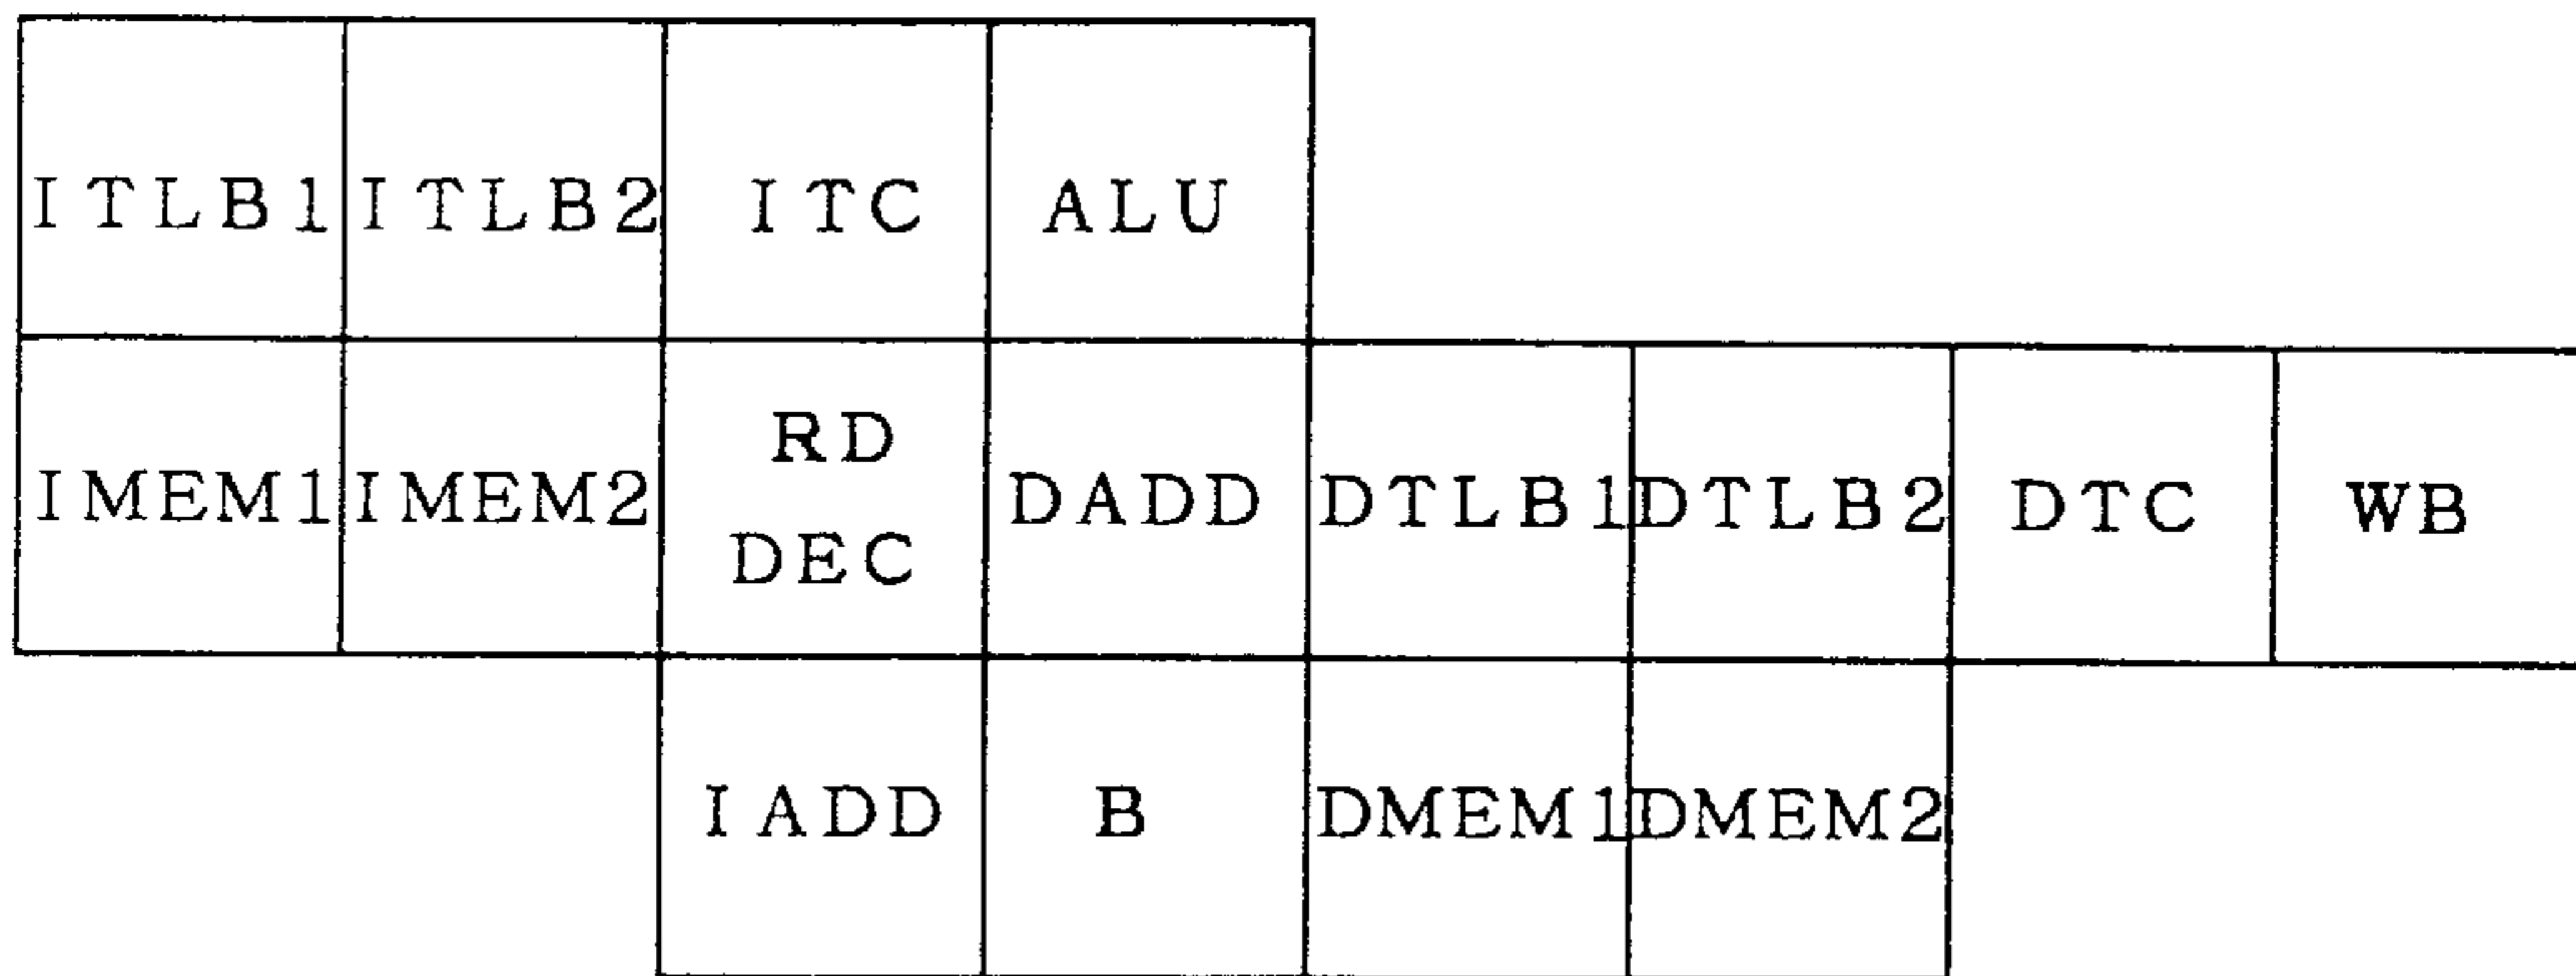 ITLB1 ITLB2 ITC ALU
IMEM1 IMEM2 RD DEC DADD DTLB1 DTLB2 DTC WB
IADD B DMEM1 DMEM2